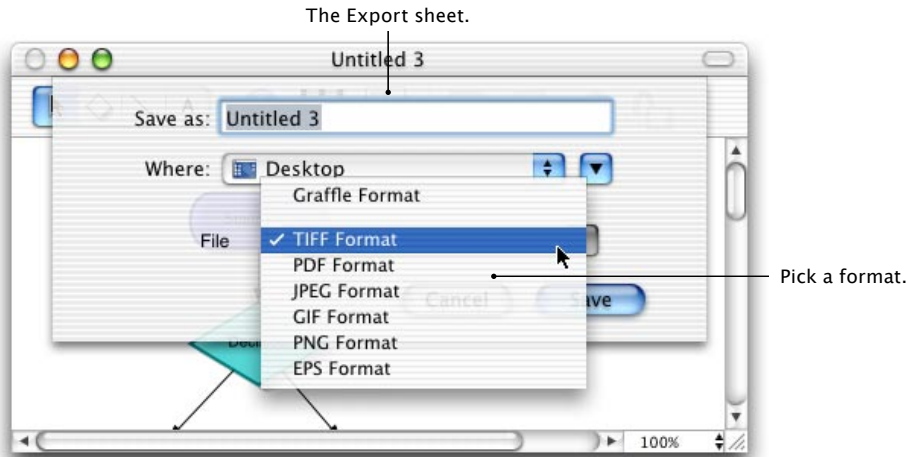 The Export sheet.
Untitled 3
Save as: Untitled 3
Where: Desktop
Graffle Format
File
TIFF Format
PDF Format
Pick a format.
JPEG Format
Cancel
ve
GIF Format
PNG Format
EPS Format
100%